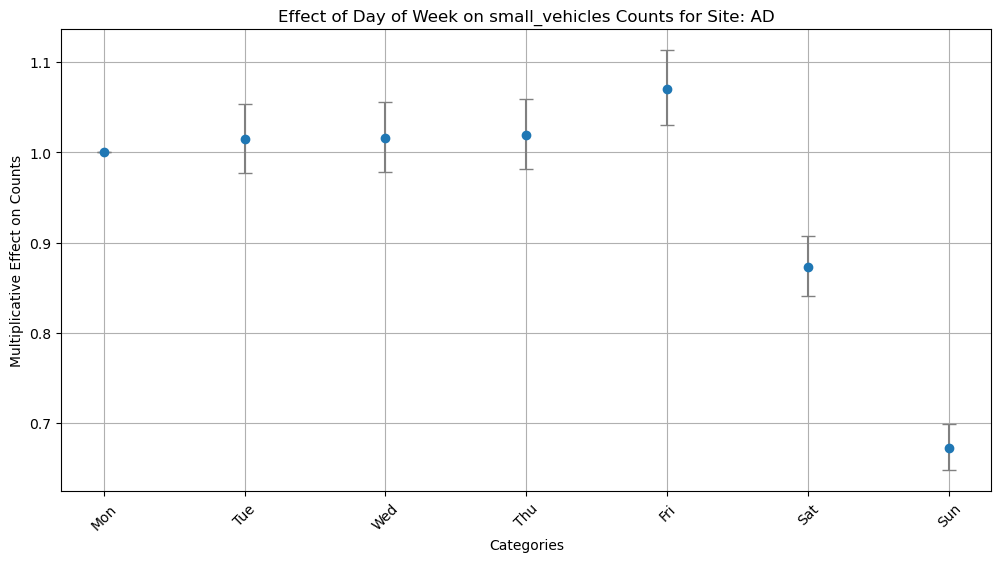 Effect of Day of Week on small_vehicles Counts for Site: AD
Multiplicative Effect on Counts
1.1
1.0
0.9
0.8
0.7
Mon
Tue
Wed
Thu
Fri
Sat
Sun
Categories